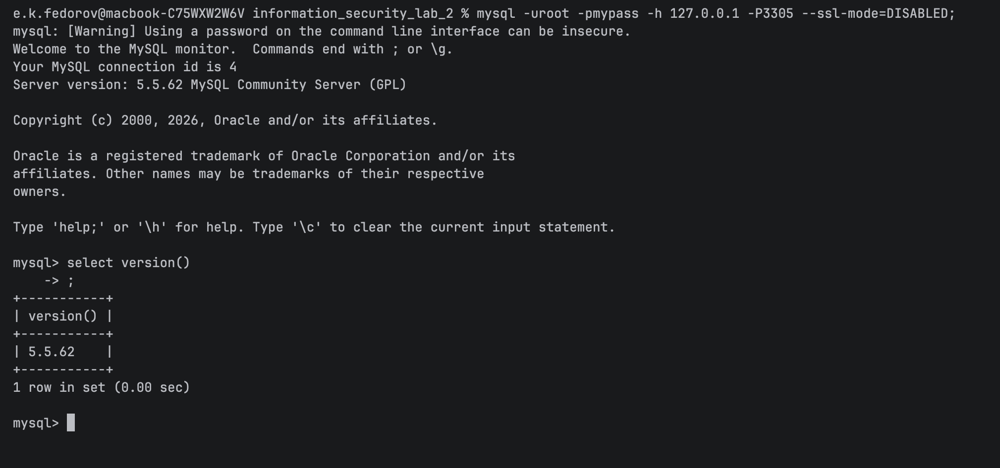 e.k.fedorov@macbook-C75WXW2W6V information_security_lab_2 % mysql -uroot -pmypass -h 127.0.0.1 -P3305 --ssl-mode=DISABLED;
mysql: [Warning] Using a password on the command line interface can be insecure.
Welcome to the MySQL monitor.  Commands end with ; or \g.
Your MySQL connection id is 4
Server version: 5.5.62 MySQL Community Server (GPL)

Copyright (c) 2000, 2026, Oracle and/or its affiliates.

Oracle is a registered trademark of Oracle Corporation and/or its
affiliates. Other names may be trademarks of their respective
owners.

Type 'help;' or '\h' for help. Type '\c' to clear the current input statement.

mysql> select version()
    -> ;
+-----------+
| version() |
+-----------+
| 5.5.62    |
+-----------+
1 row in set (0.00 sec)

mysql>